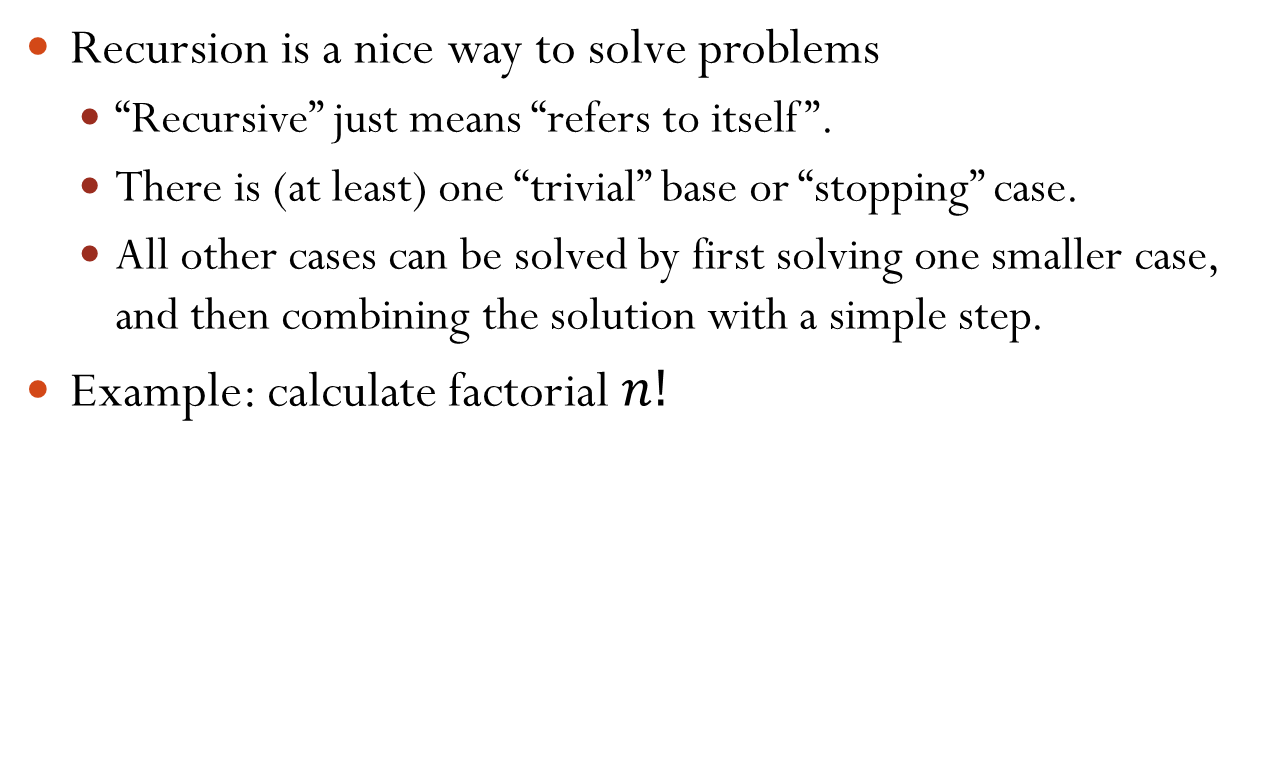 • Recursion is a nice way to solve problems
• “Recursive” just means “refers to itself”.
• There is (at least) one “trivial” base or “stopping” case.
• All other cases can be solved by first solving one smaller case,
and then combining the solution with a simple step.
• Example: calculate factorial 𝑛!